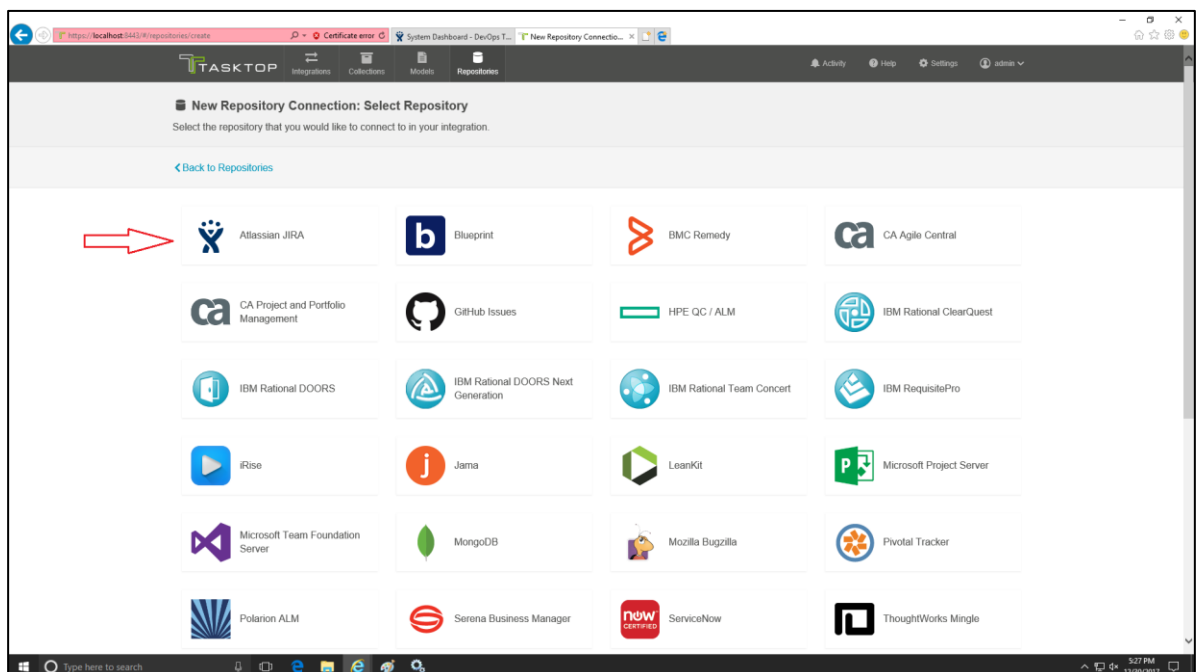 https://localhost:8443/#/repositories/create
Certificate error
System Dashboard - DevOps T...
New Repository Connectio...
TASKTOP
Integrations
Collections
Models
Repositories
Activity
Help
Settings
admin
New Repository Connection: Select Repository
Select the repository that you would like to connect to in your integration.
Back to Repositories
Atlassian JIRA
b
Blueprint
BMC Remedy
ca
CA Agile Central
ca
CA Project and Portfolio
Management
GitHub Issues
HPE QC / ALM
IBM Rational ClearQuest
IBM Rational DOORS
IBM Rational DOORS Next
Generation
IBM Rational Team Concert
IBM RequisitePro
iRise
j
Jama
LeanKit
P
Microsoft Project Server
Microsoft Team Foundation
Server
MongoDB
Mozilla Bugzilla
Pivotal Tracker
Polarion ALM
Serena Business Manager
now
CERTIFIED
ServiceNow
ThoughtWorks Mingle
Type here to search
5:27 PM
12/20/2017